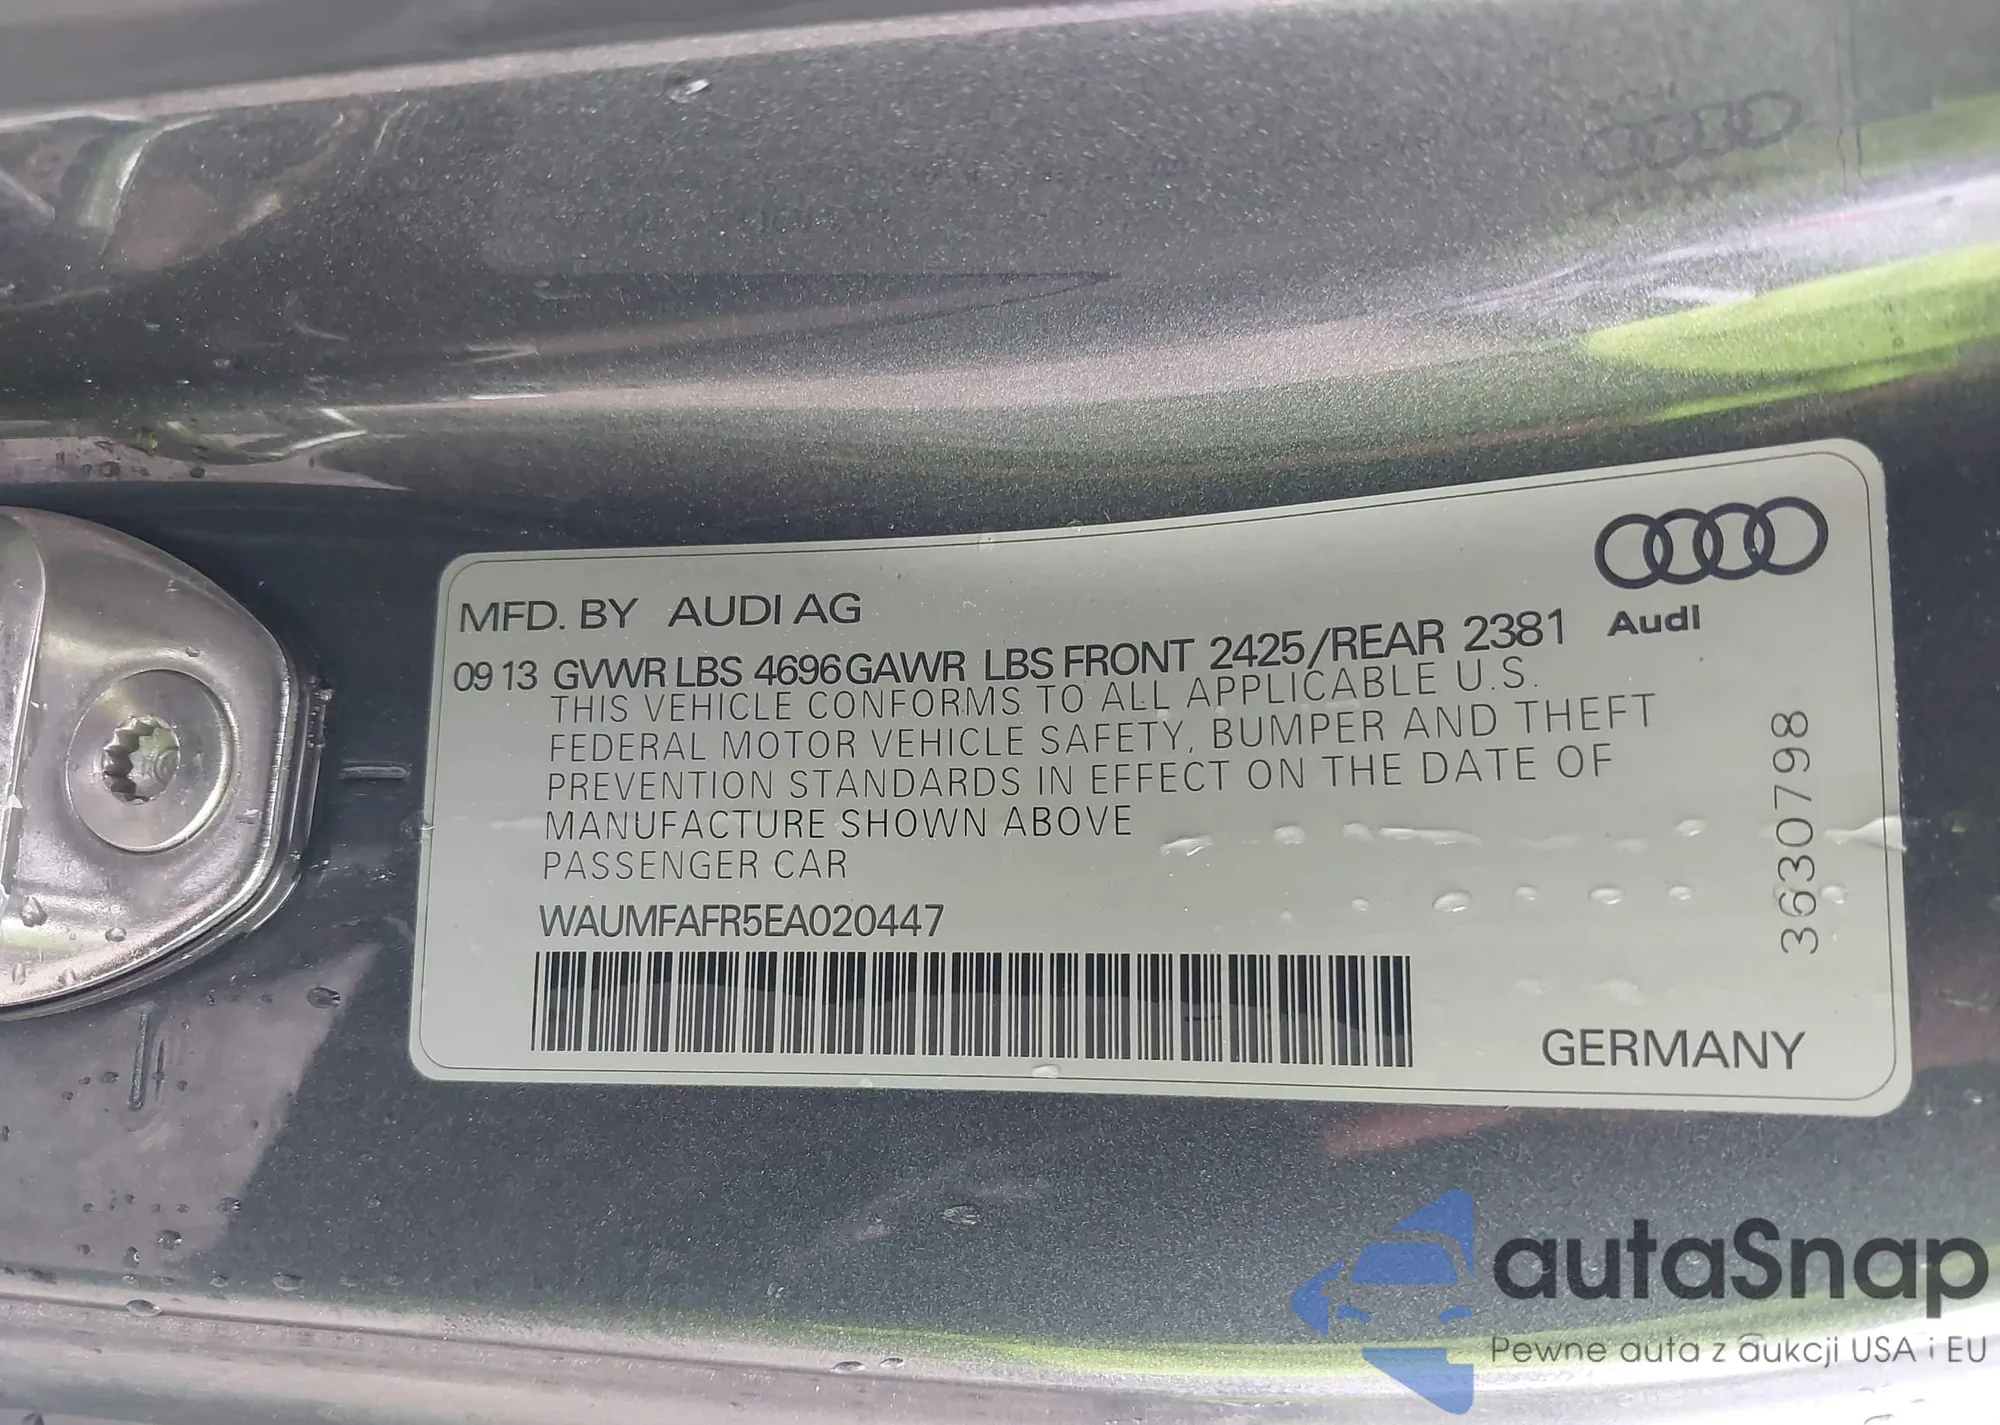 MFD. BY AUDI AG
09 13 GVWR LBS 4696 GAWR LBS FRONT 2425/REAR 2381
Audi
THIS VEHICLE CONFORMS TO ALL APPLICABLE U.S.
FEDERAL MOTOR VEHICLE SAFETY, BUMPER AND THEFT
PREVENTION STANDARDS IN EFFECT ON THE DATE OF
MANUFACTURE SHOWN ABOVE
PASSENGER CAR
WAUMFAFR5EA020447
3630798
GERMANY
autaSnap
Pewne auta z aukcji USA i EU